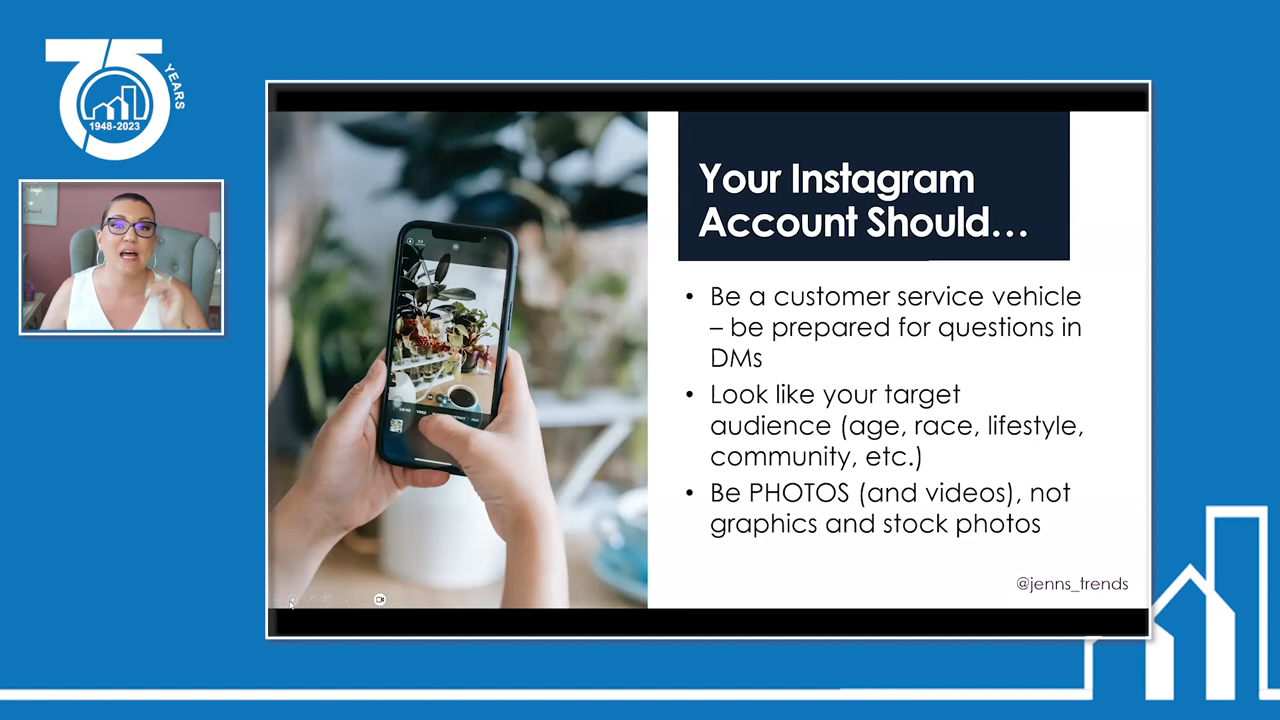 75
YEARS
1948-2023
Your Instagram
Account Should...
• Be a customer service vehicle
– be prepared for questions in
DMs
• Look like your target
audience (age, race, lifestyle,
community, etc.)
• Be PHOTOS (and videos), not
graphics and stock photos
@jenns_trends